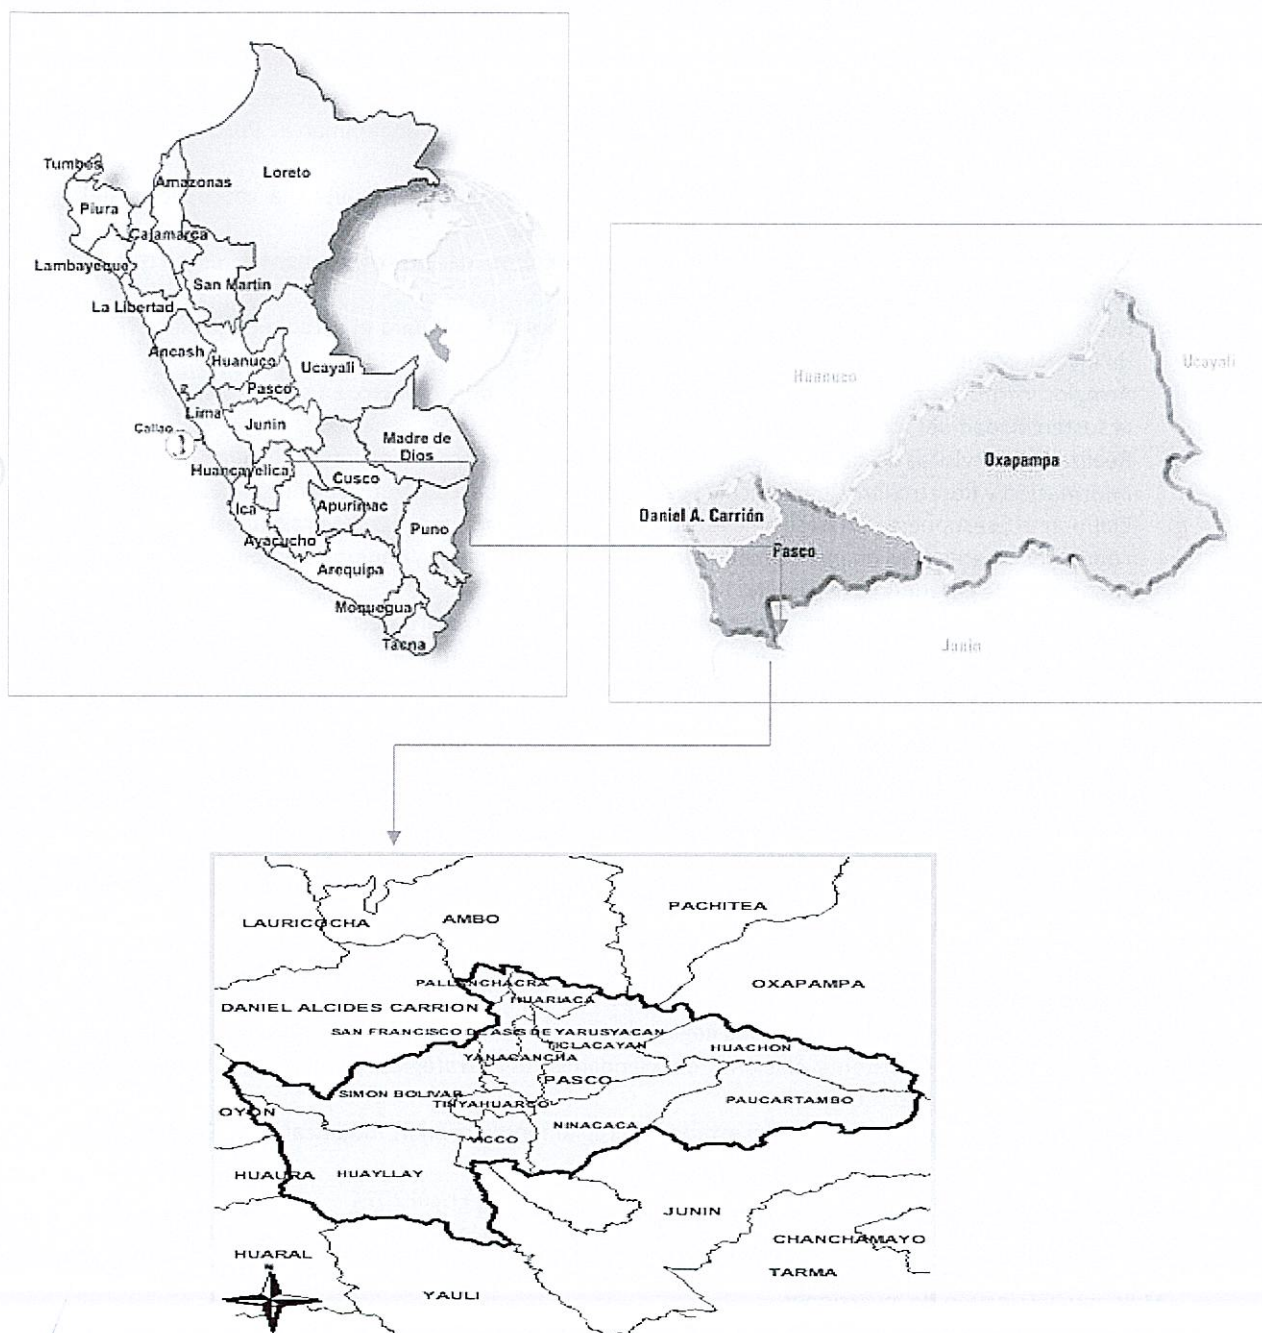 Tumbes
Loreto
Amazonas
Piura
Cajamarca
Lambayeque
San Martin
La Libertad
Ancash
Huanuco
Ucayali
Pasco
Lima
Junin
Callao
Madre de
Dios
Huancavelica
Cusco
Ica
Apurimac
Puno
Ayacucho
Arequipa
Moquegua
Tacna
Huanuco
Ucayali
Oxapampa
Daniel A. Carrión
Pasco
Junin
LAURICOCHA
AMBO
PACHITEA
OXAPAMPA
PALLANCHACRA
HUARIACA
DANIEL ALCIDES CARRION
SAN FRANCISCO DE ASIS DE YARUSYACAN
TICLACAYAN
HUACHON
YANACANCHA
PASCO
SIMON BOLIVAR
TINYAHUARCO
PAUCARTAMBO
OYON
NINACACA
VICCO
HUAURA
HUAYLLAY
JUNIN
CHANCHAMAYO
HUARAL
TARMA
N
YAULI